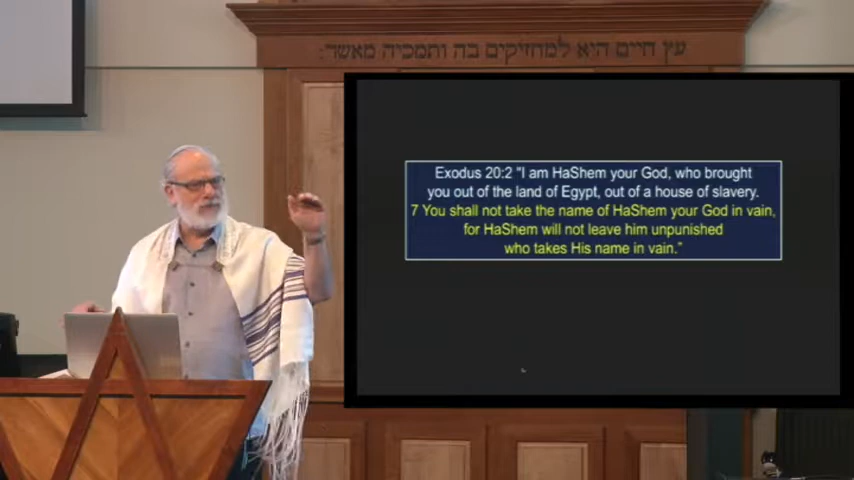 עץ חיים היא למחזיקים בה ותמכיה מאשר:
Exodus 20:2 "I am HaShem your God, who brought
you out of the land of Egypt, out of a house of slavery.
7 You shall not take the name of HaShem your God in vain,
for HaShem will not leave him unpunished
who takes His name in vain."